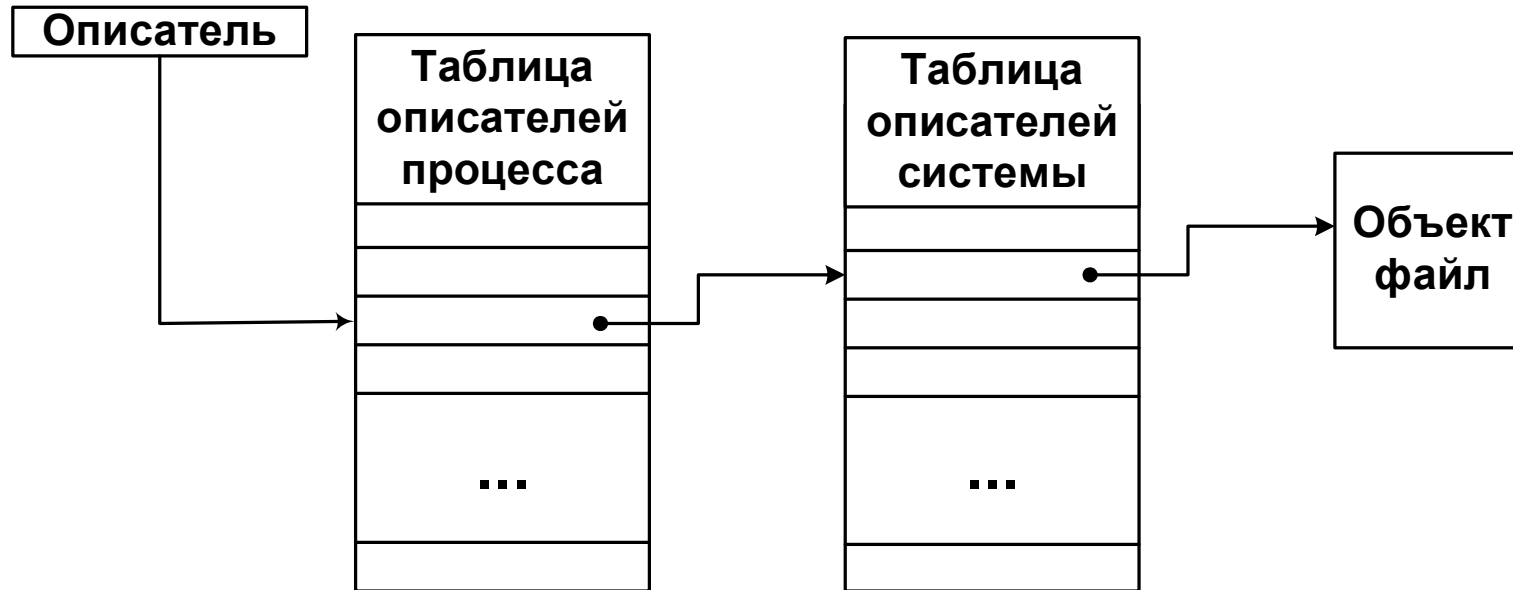 Описатель
Таблица
описателей
процесса
...
Таблица
описателей
системы
...
Объект
файл